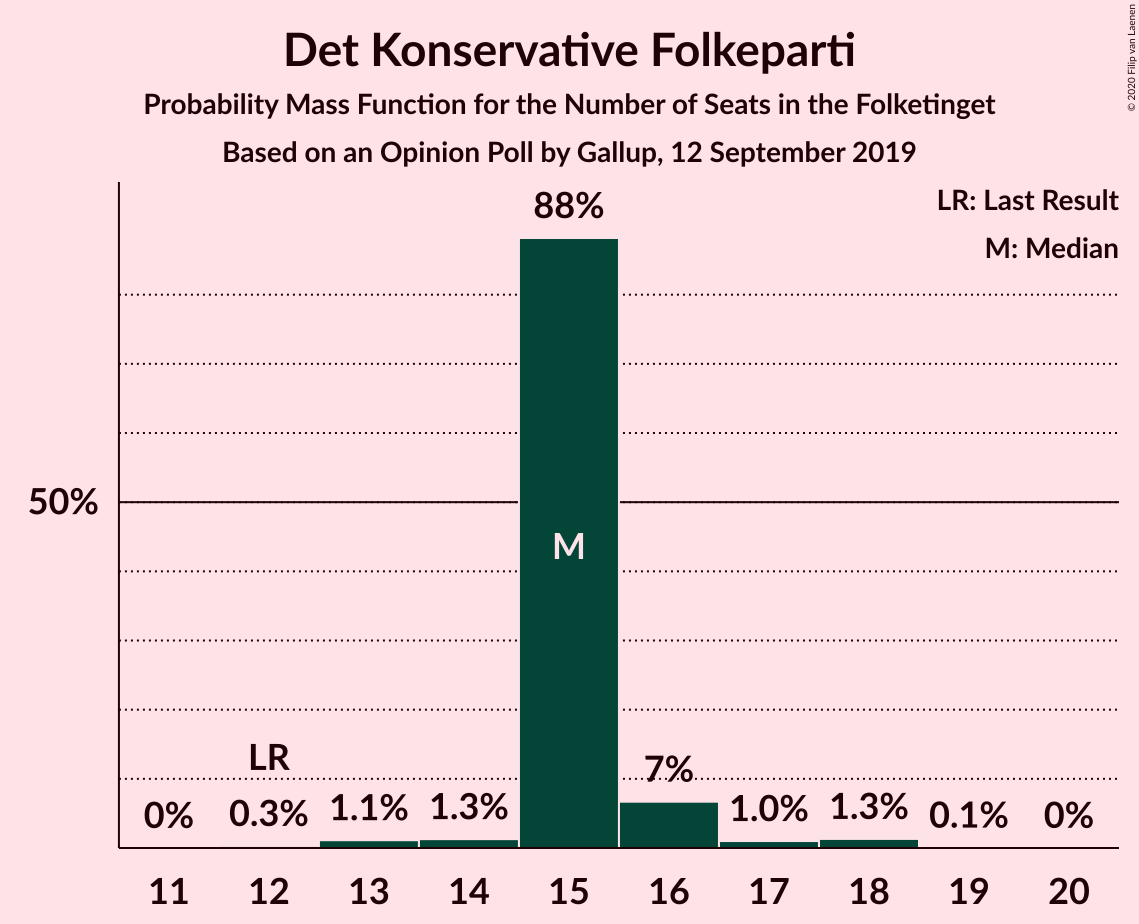 Det Konservative Folkeparti
Probability Mass Function for the Number of Seats in the Folketinget
Based on an Opinion Poll by Gallup, 12 September 2019
© 2020 Filip van Laenen
LR: Last Result
M: Median
88%
50%
M
LR
7%
0%
0.3%
1.1%
1.3%
1.0%
1.3%
0.1%
0%
11 12 13 14 15 16 17 18 19 20